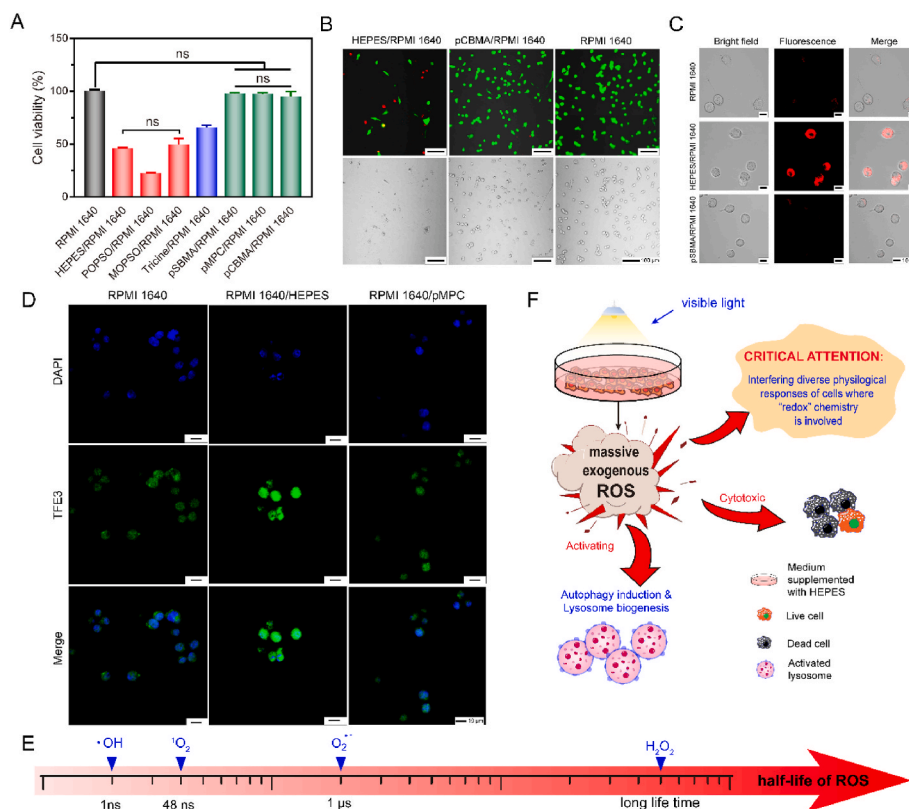 A
Cell viability (%)
150
100
50
0
ns
ns
ns
RPMI 1640
HEPES/RPMI 1640
POPSO/RPMI 1640
MOPSO/RPMI 1640
Tricine/RPMI 1640
pSBMA/RPMI 1640
pMPC/RPMI 1640
pCBMA/RPMI 1640
B
HEPES/RPMI 1640 pCBMA/RPMI 1640 RPMI 1640
100 μm
C
Bright field Fluorescence Merge
RPMI 1640
HEPES/RPMI 1640
pSBMA/RPMI 1640
D
RPMI 1640 RPMI 1640/HEPES RPMI 1640/pMPC
DAPI
TFE3
Merge
10 μm
F
visible light
CRITICAL ATTENTION:
Interfering diverse physilogical
responses of cells where
“redox” chemistry
is involved
massive
exogenous
ROS
Cytotoxic
Activating
Autophagy induction &
Lysosome biogenesis
Medium
supplemented
with HEPES
Live cell
Dead cell
Activated
lysosome
E
•OH ¹O₂ O₂•⁻ H₂O₂
half-life of ROS
1ns 48 ns 1 μs long life time